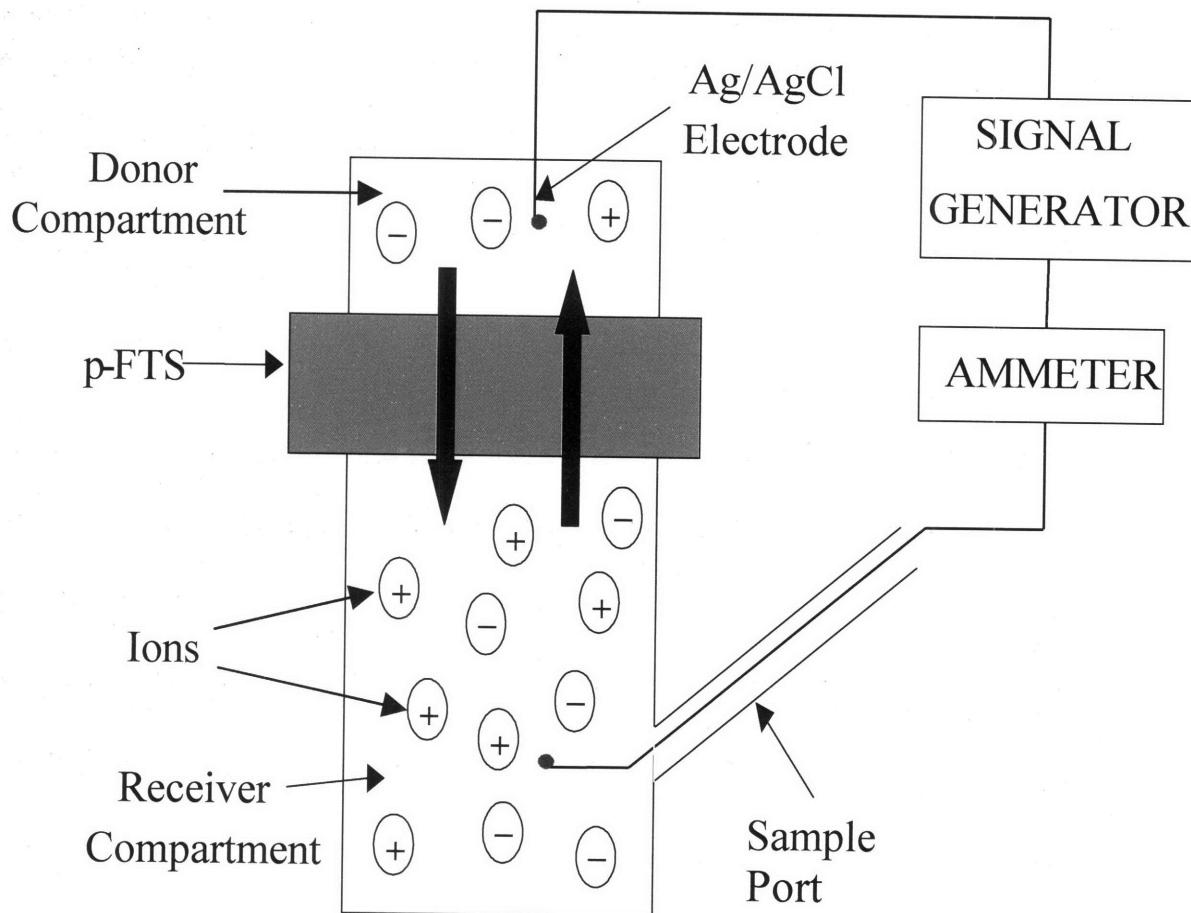 Ag/AgCl
Electrode
SIGNAL
GENERATOR
Donor
Compartment
p-FTS
AMMETER
Ions
Receiver
Compartment
Sample
Port
−
−
+
−
+
+
+
−
+
−
+
−
+
−